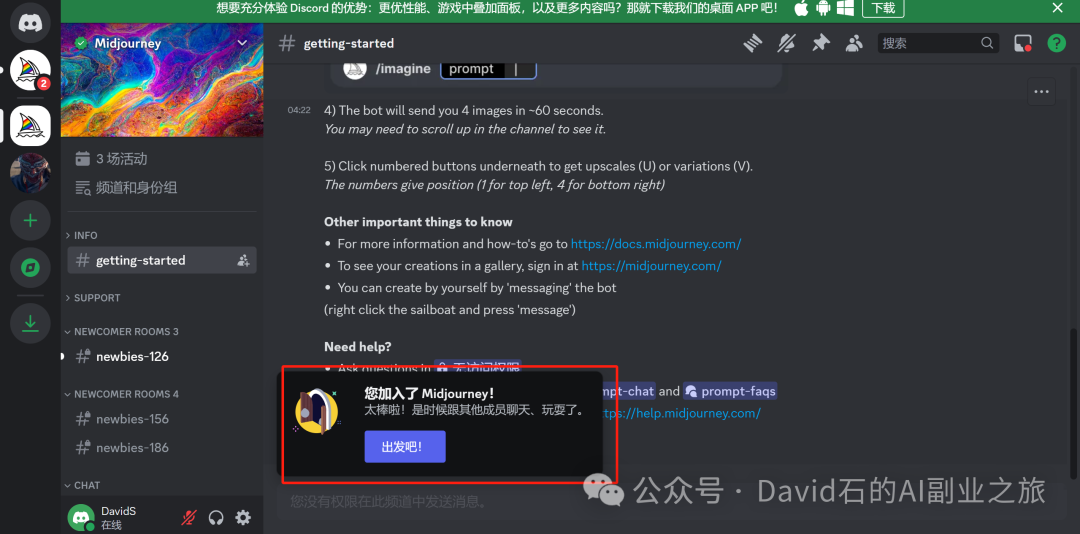 想要充分体验 Discord 的优势：更优性能、游戏中叠加面板，以及更多内容吗？那就下载我们的桌面 APP 吧！
下载
Midjourney
2
3 场活动
频道和身份组
INFO
# getting-started
SUPPORT
NEWCOMER ROOMS 3
newbies-126
NEWCOMER ROOMS 4
newbies-156
newbies-186
CHAT
DavidS
在线
# getting-started
搜索
/imagine prompt
04:22
4) The bot will send you 4 images in ~60 seconds.
You may need to scroll up in the channel to see it.
5) Click numbered buttons underneath to get upscales (U) or variations (V).
The numbers give position (1 for top left, 4 for bottom right)
Other important things to know
• For more information and how-to's go to https://docs.midjourney.com/
• To see your creations in a gallery, sign in at https://midjourney.com/
• You can create by yourself by 'messaging' the bot
(right click the sailboat and press 'message')
Need help?
• Ask questions in 无访问权限
mpt-chat and prompt-faqs
tps://help.midjourney.com/
您加入了 Midjourney！
太棒啦！是时候跟其他成员聊天、玩耍了。
出发吧！
您没有权限在此频道中发送消息。
公众号 · David石的AI副业之旅